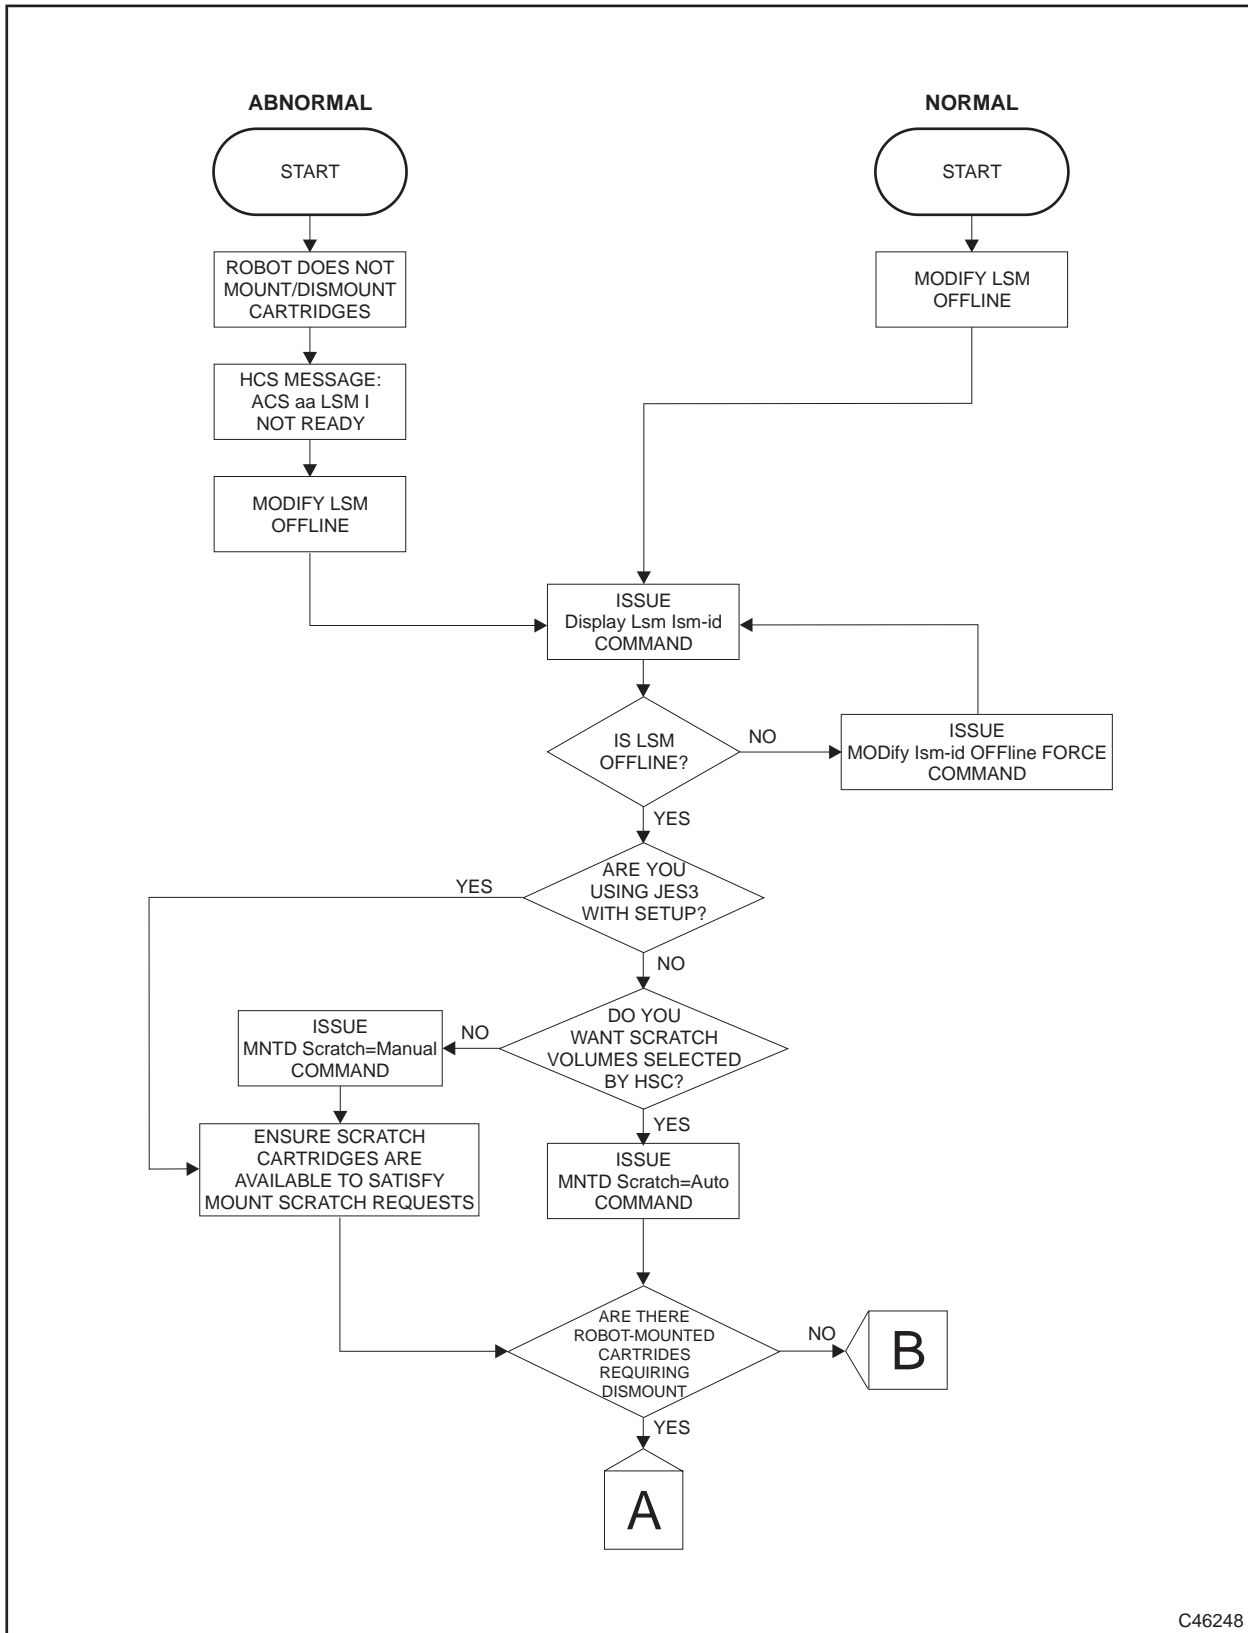 ABNORMAL
START
ROBOT DOES NOT
MOUNT/DISMOUNT
CARTRIDGES
HCS MESSAGE:
ACS aa LSM I
NOT READY
MODIFY LSM
OFFLINE
NORMAL
START
MODIFY LSM
OFFLINE
ISSUE
Display Lsm lsm-id
COMMAND
IS LSM
OFFLINE?
NO
ISSUE
MODify lsm-id OFFline FORCE
COMMAND
YES
ARE YOU
USING JES3
WITH SETUP?
YES
NO
DO YOU
WANT SCRATCH
VOLUMES SELECTED
BY HSC?
NO
ISSUE
MNTD Scratch=Manual
COMMAND
ENSURE SCRATCH
CARTRIDGES ARE
AVAILABLE TO SATISFY
MOUNT SCRATCH REQUESTS
YES
ISSUE
MNTD Scratch=Auto
COMMAND
ARE THERE
ROBOT-MOUNTED
CARTRIDES
REQUIRING
DISMOUNT
NO
B
YES
A
C46248